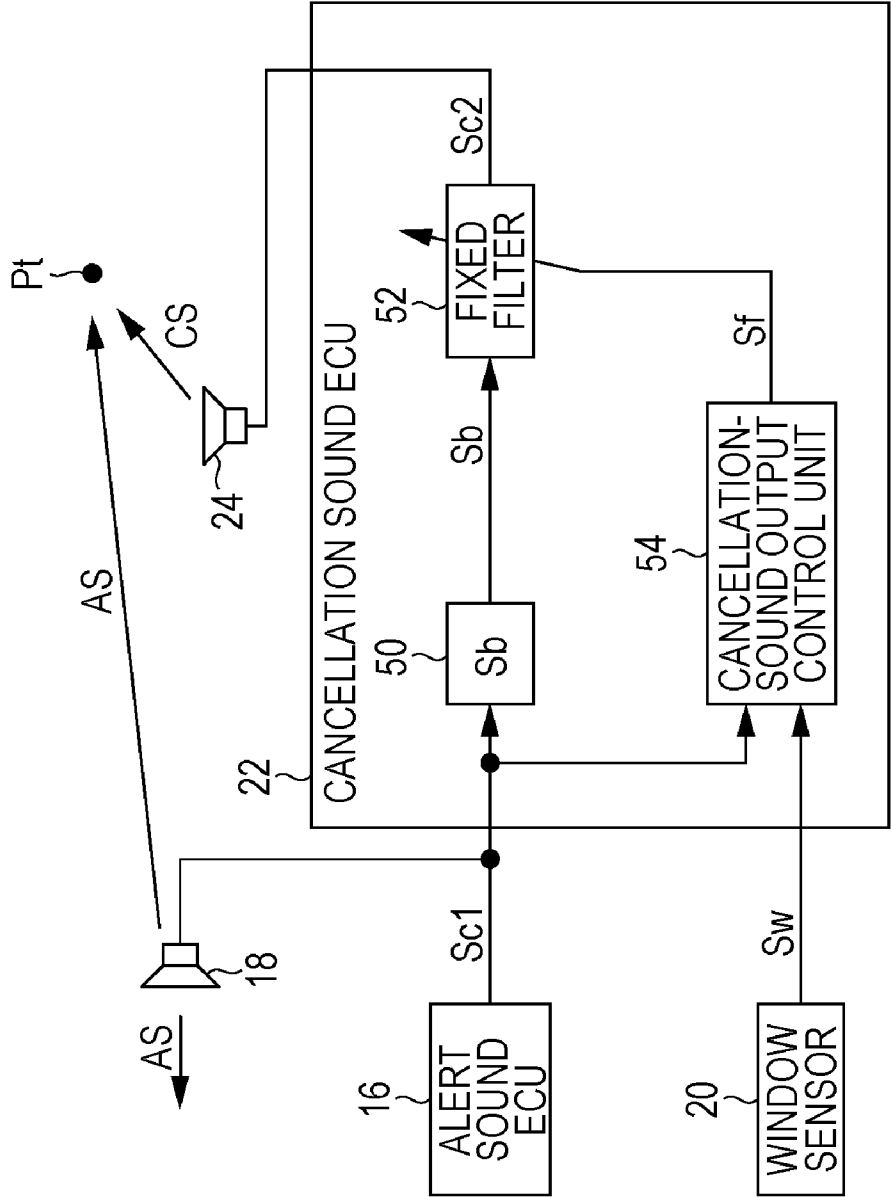 AS
AS
CS
Pt
18
24
22
CANCELLATION SOUND ECU
16
ALERT
SOUND
ECU
Sc1
50
Sb
Sb
52
FIXED
FILTER
Sc2
20
WINDOW
SENSOR
Sw
54
CANCELLATION-
SOUND OUTPUT
CONTROL UNIT
Sf